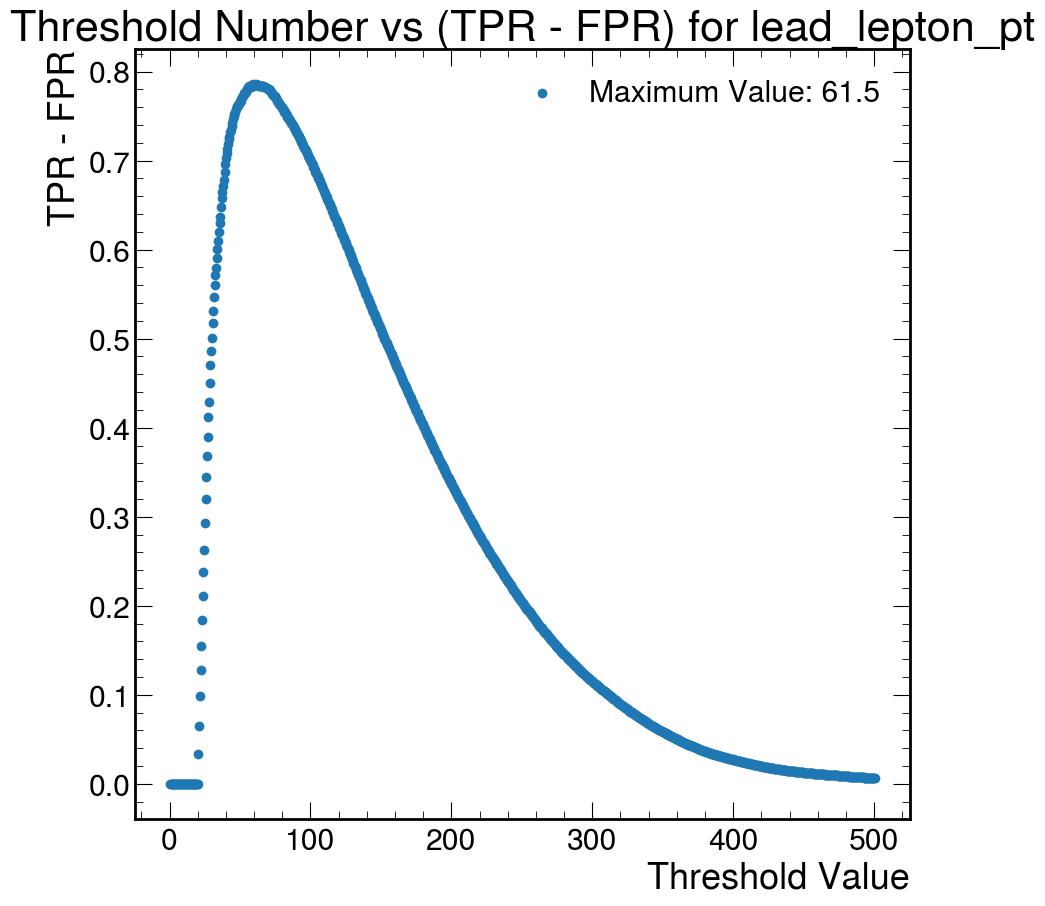 Threshold Number vs (TPR - FPR) for lead_lepton_pt
TPR - FPR
Maximum Value: 61.5
0.8
0.7
0.6
0.5
0.4
0.3
0.2
0.1
0.0
0 100 200 300 400 500
Threshold Value